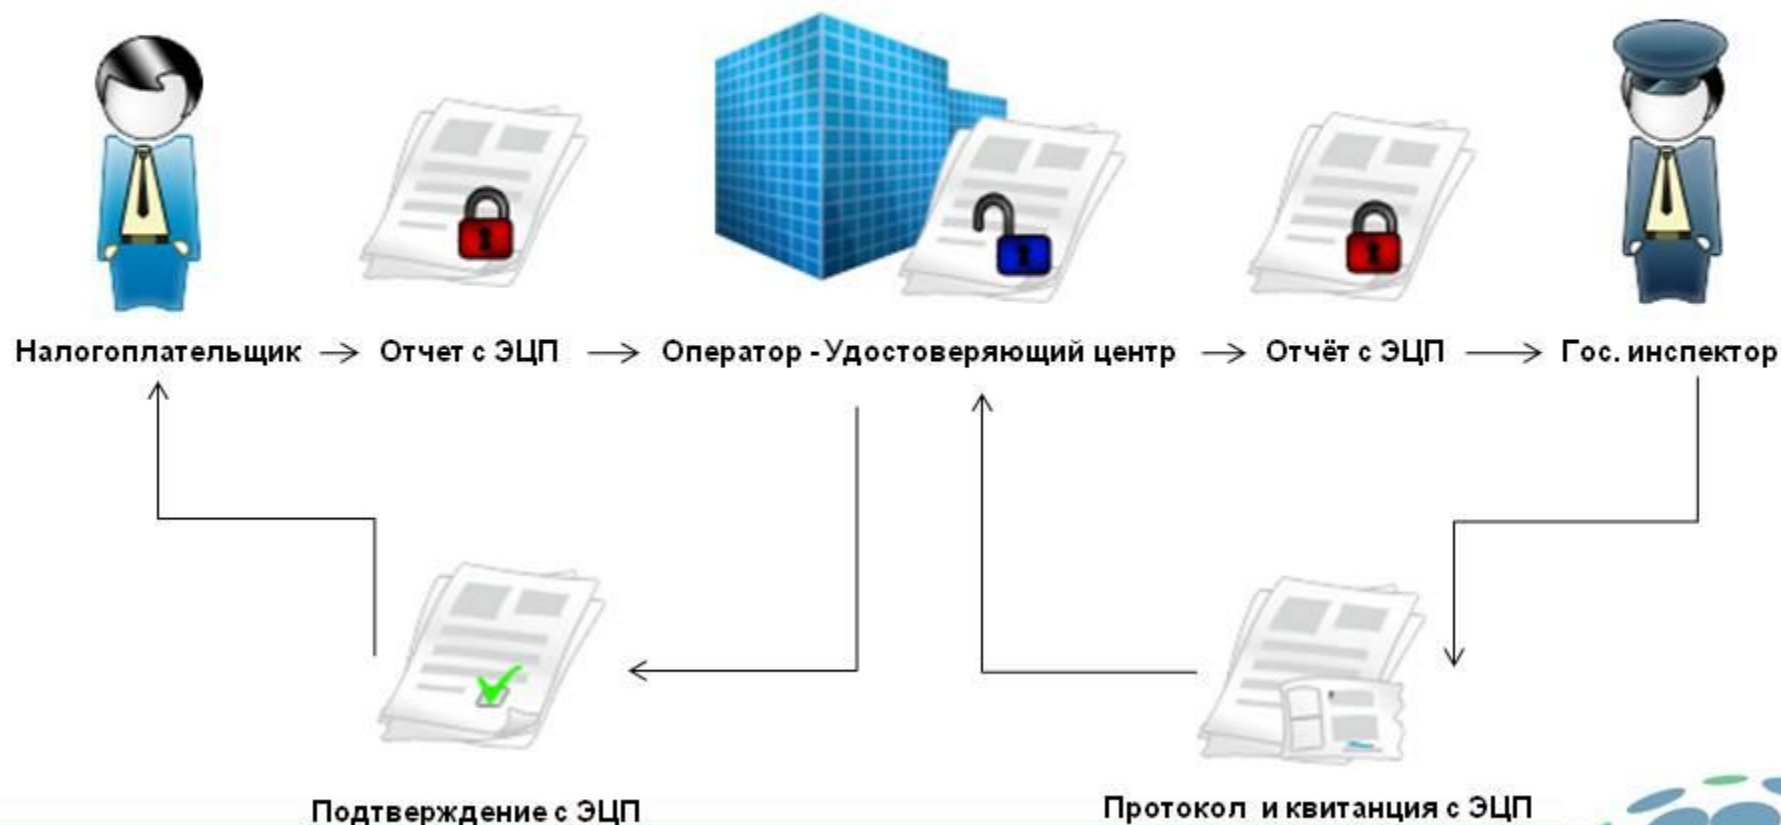 Налогоплательщик → Отчет с ЭЦП → Оператор - Удостоверяющий центр → Отчёт с ЭЦП → Гос. инспектор
Подтверждение с ЭЦП
Протокол и квитанция с ЭЦП